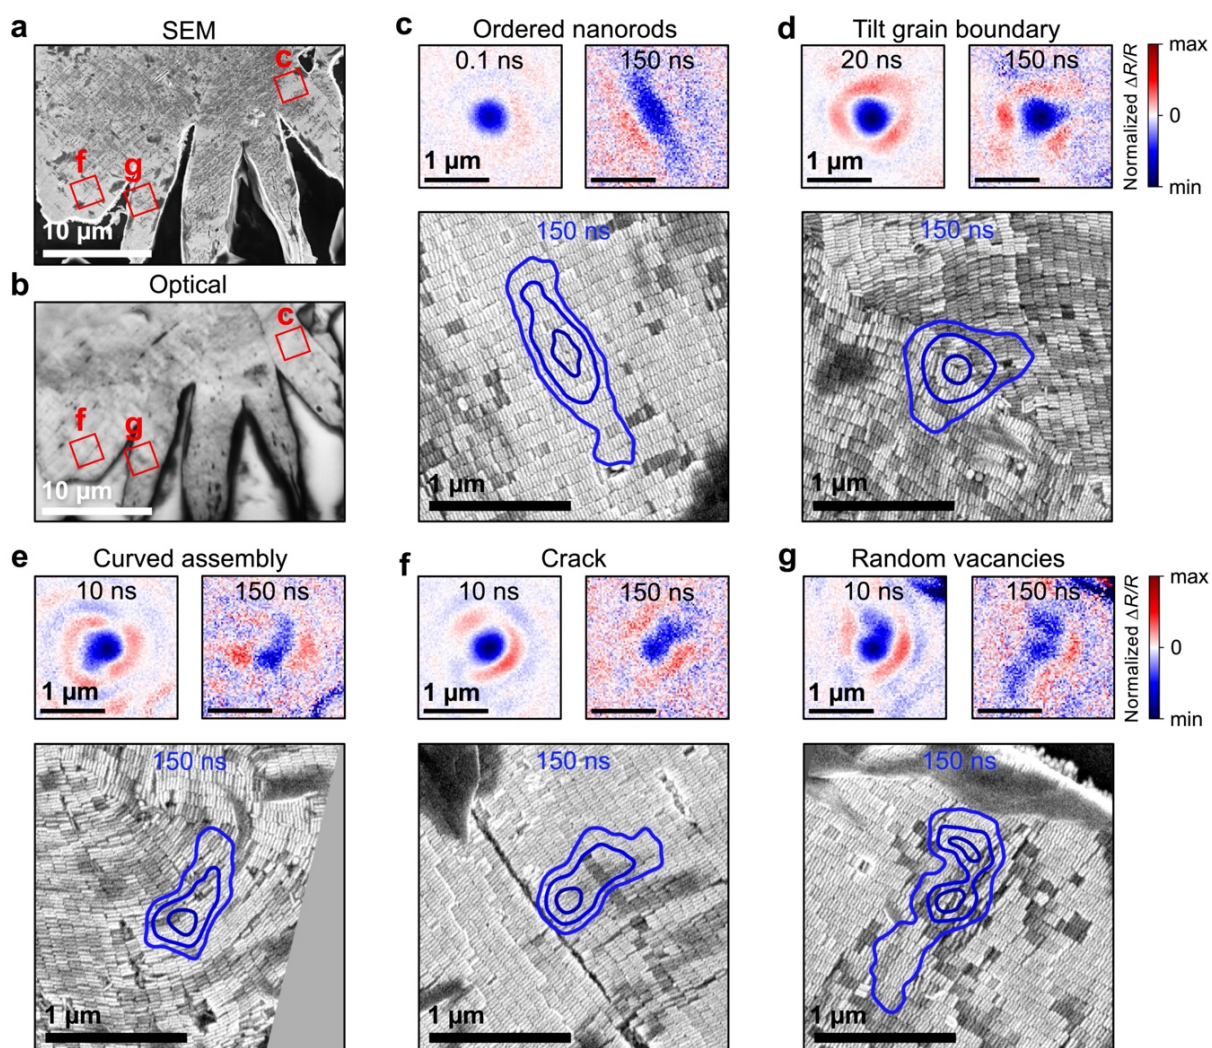 a
SEM
c
f
g
10 µm
b
Optical
c
f
g
10 µm
c
Ordered nanorods
0.1 ns
150 ns
1 µm
150 ns
1 µm
d
Tilt grain boundary
20 ns
150 ns
1 µm
Normalized ΔR/R
max
0
min
150 ns
1 µm
e
Curved assembly
10 ns
150 ns
1 µm
150 ns
1 µm
f
Crack
10 ns
150 ns
1 µm
150 ns
1 µm
g
Random vacancies
10 ns
150 ns
1 µm
Normalized ΔR/R
max
0
min
150 ns
1 µm